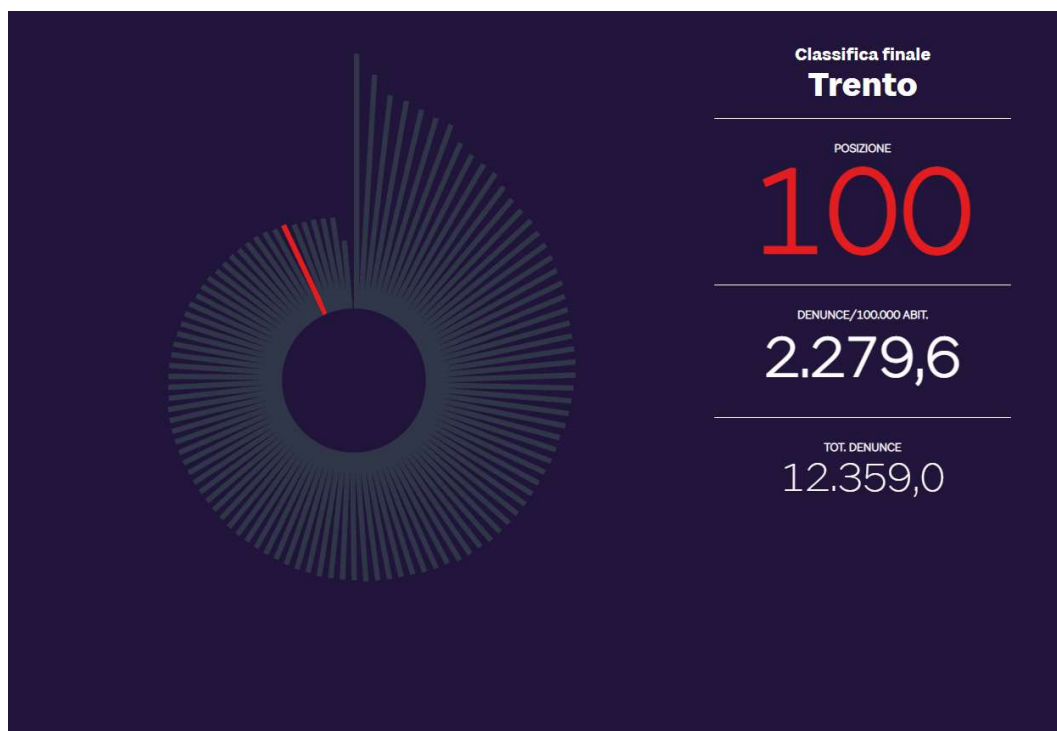 Classifica finale
Trento
POSIZIONE
100
DENUNCE/100.000 ABIT.
2.279,6
TOT. DENUNCE
12.359,0